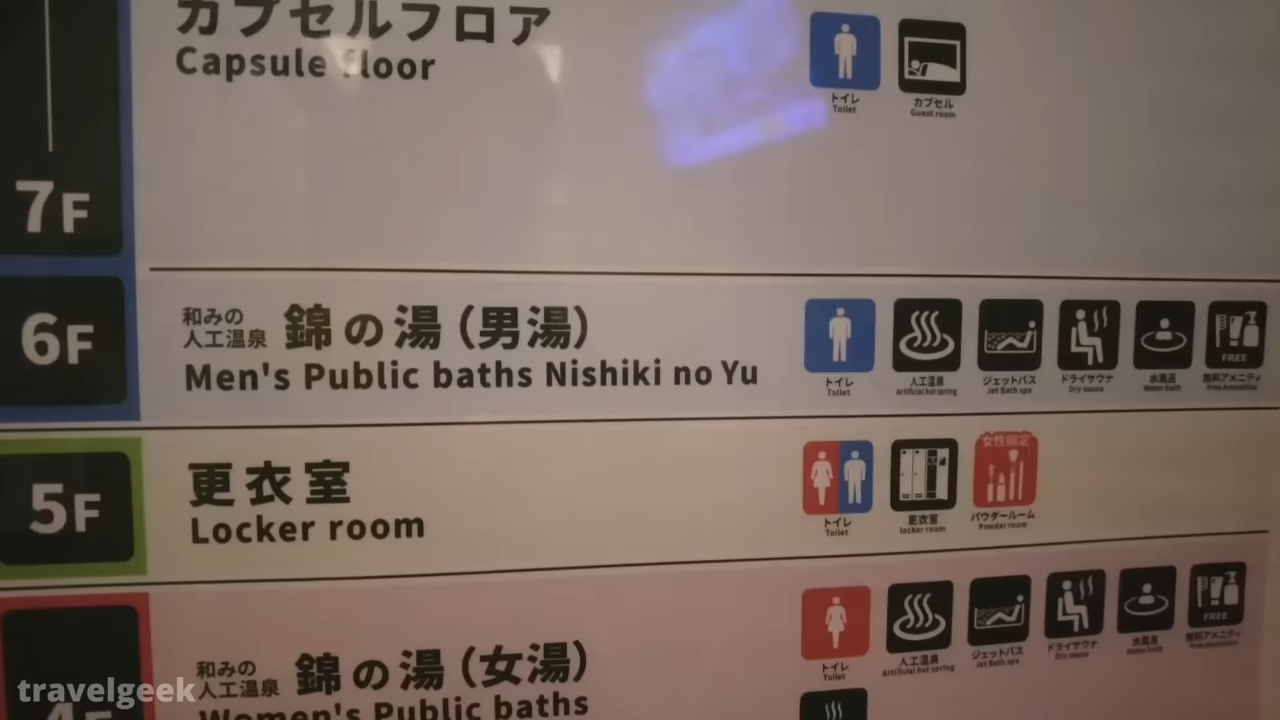 カプセルフロア
Capsule floor
トイレ
Toilet
カプセル
Guest room
7F
6F
和みの
人工温泉
錦の湯(男湯)
Men's Public baths Nishiki no Yu
トイレ
Toilet
人工温泉
Artificial hot spring
ジェットバス
Jet Bath spa
ドライサウナ
Dry sauna
水風呂
Water bath
FREE
無料アメニティ
Free Amenities
5F
更衣室
Locker room
トイレ
Toilet
更衣室
locker room
女性限定
パウダールーム
Powder room
4F
和みの
人工温泉
錦の湯(女湯)
Women's Public baths
トイレ
Toilet
人工温泉
Artificial hot spring
ジェットバス
Jet Bath spa
ドライサウナ
Dry sauna
水風呂
Water bath
FREE
無料アメニティ
travelgeek